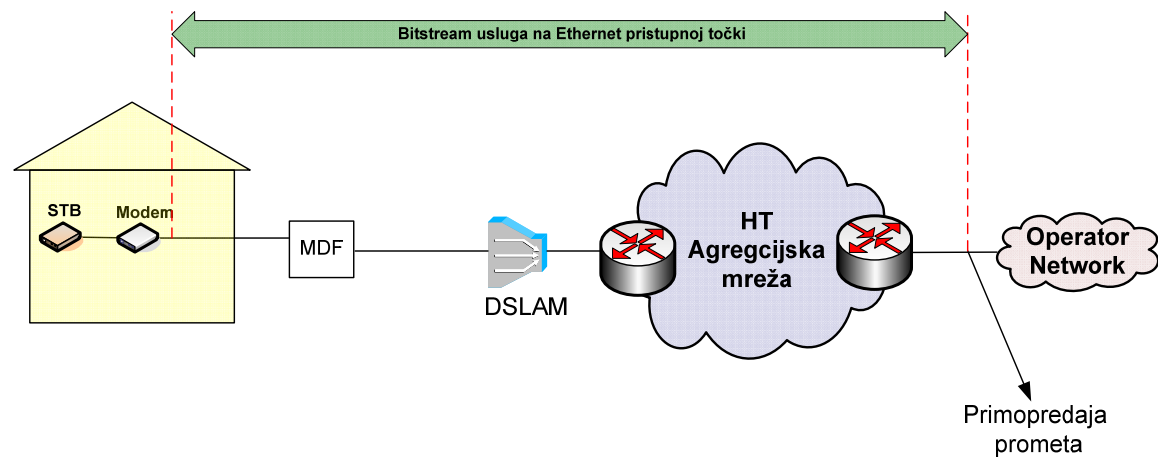 Bitstream usluga na Ethernet pristupnoj točki
STB
Modem
MDF
DSLAM
HT
Agregcijska
mreža
Operator
Network
Primopredaja
prometa